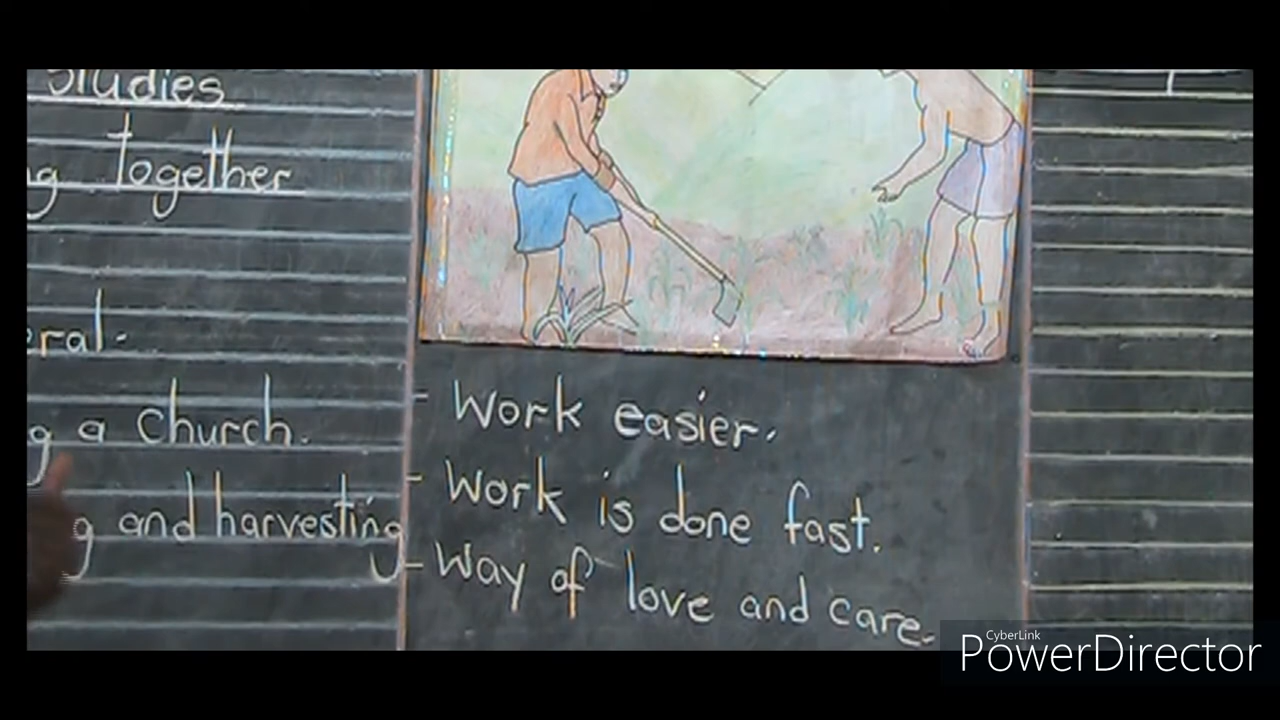 Studies
together
eral.
g a church.
g and harvesting
- Work easier.
- Work is done fast.
- Way of love and care.
CyberLink
PowerDirector